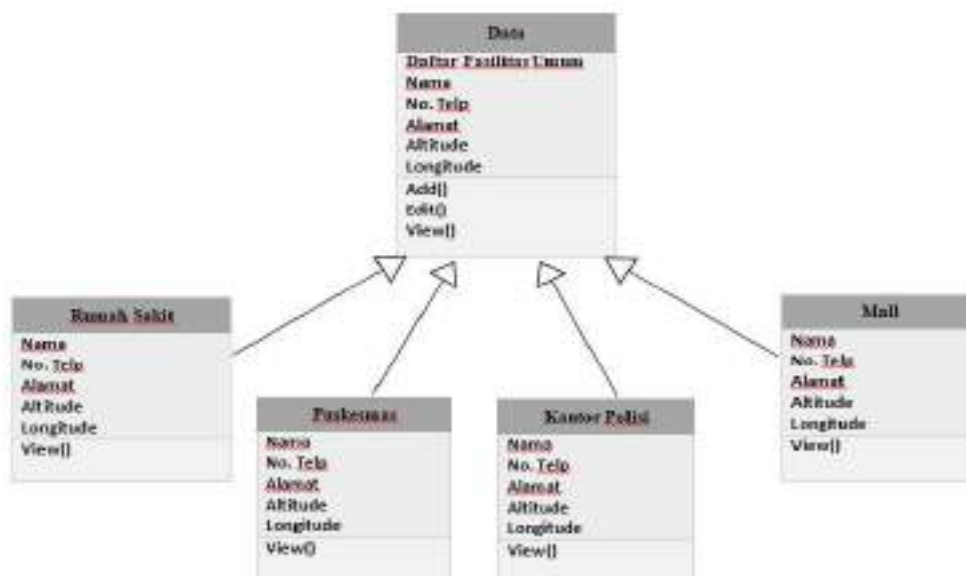 Data
Daftar Fasilitas Umum
Nama
No. Telp
Alamat
Altitude
Longitude
Add()
Edit()
View()
Rumah Sakit
Nama
No. Telp
Alamat
Altitude
Longitude
View()
Puskesmas
Nama
No. Telp
Alamat
Altitude
Longitude
View()
Kantor Polisi
Nama
No. Telp
Alamat
Altitude
Longitude
View()
Mall
Nama
No. Telp
Alamat
Altitude
Longitude
View()